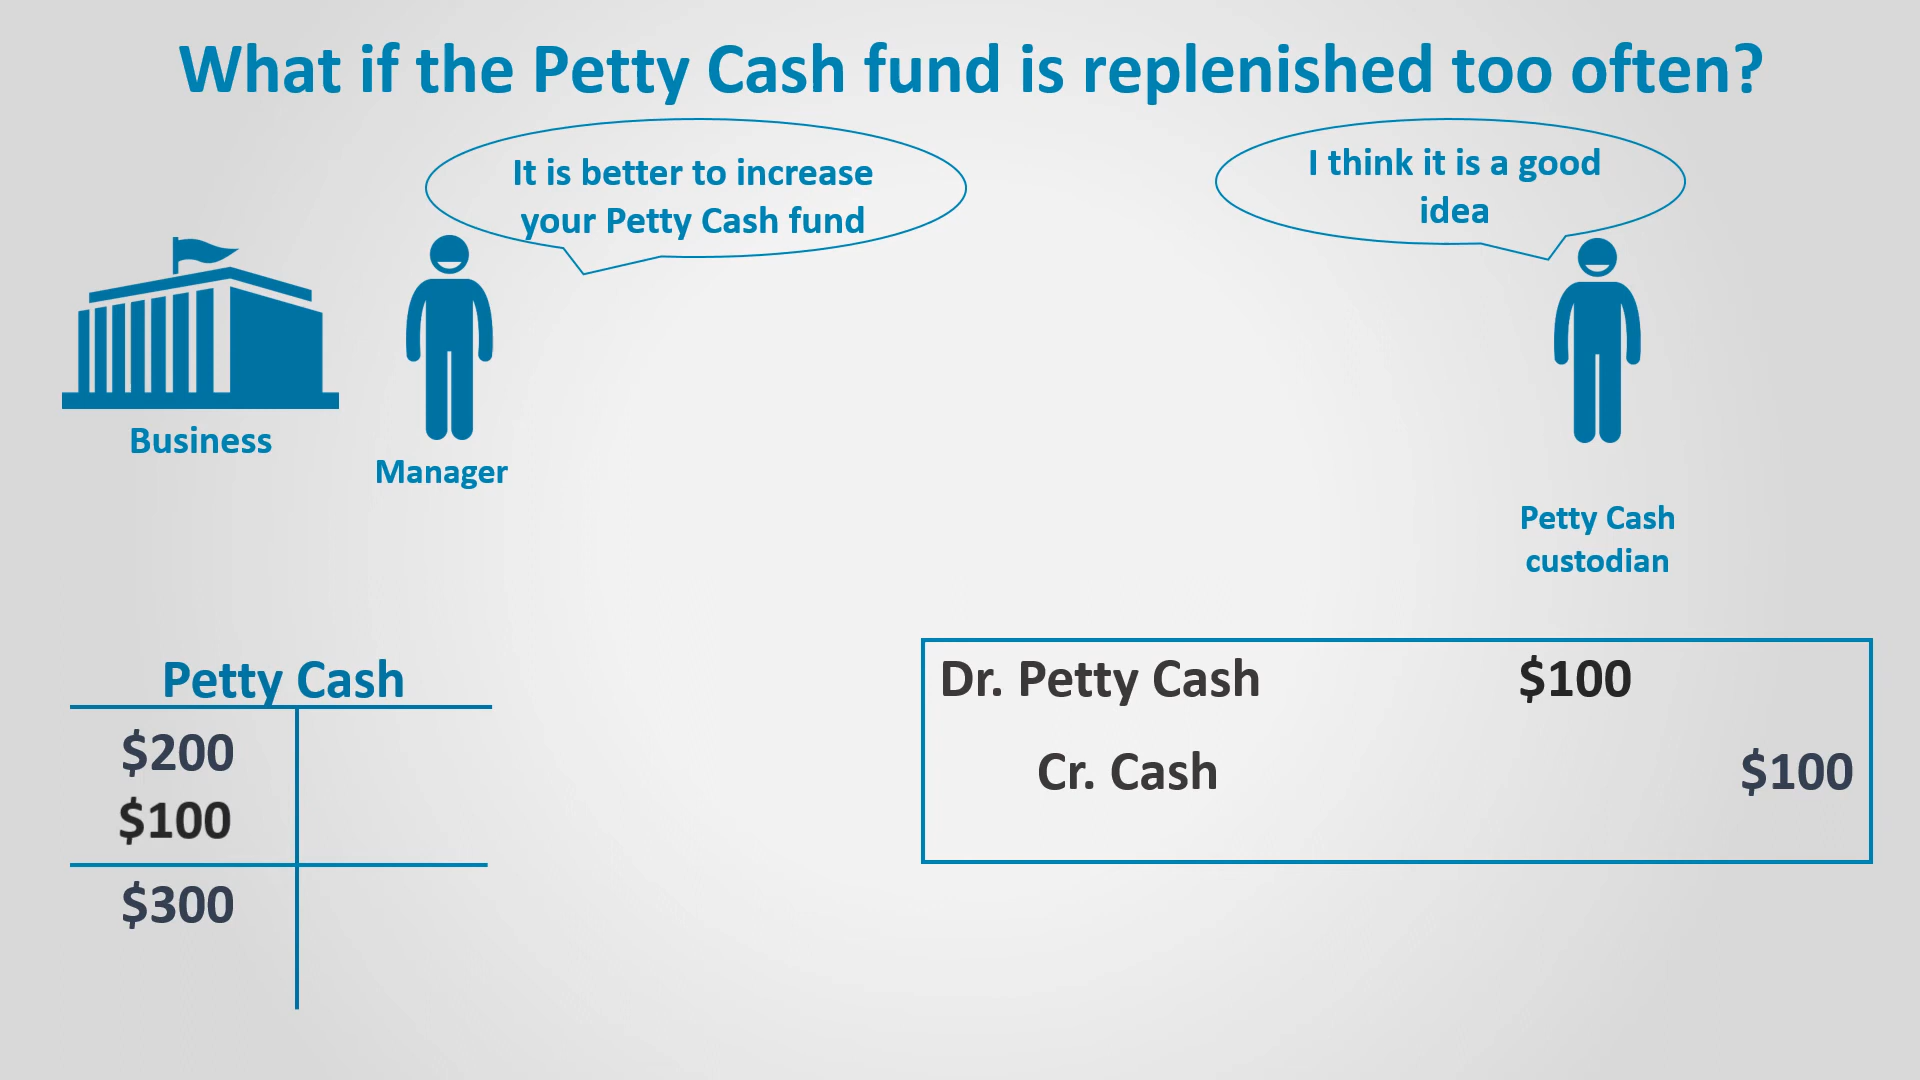 What if the Petty Cash fund is replenished too often?
It is better to increase
your Petty Cash fund
I think it is a good
idea
Business
Manager
Petty Cash
custodian
Petty Cash
$200
$100
$300
Dr. Petty Cash $100
Cr. Cash $100